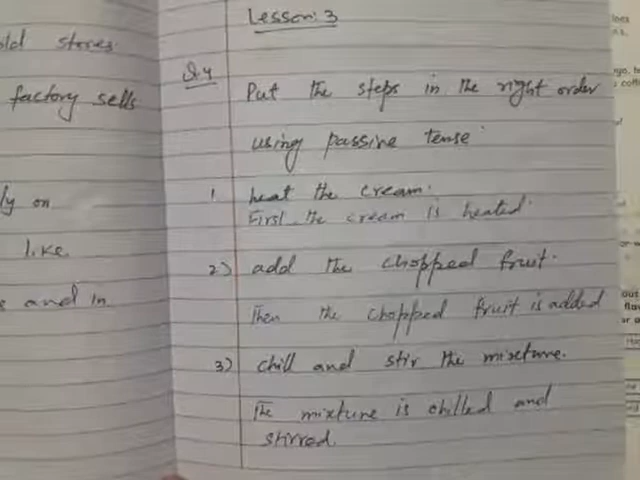 old stores
factory sells
ly on
like
s and in
Lesson: 3
Q.4
Put the steps in the right order
using passive tense
1. heat the cream.
First the cream is heated.
2) add the chopped fruit.
Then the chopped fruit is added
3) chill and stir the mixture.
The mixture is chilled and
stirred.